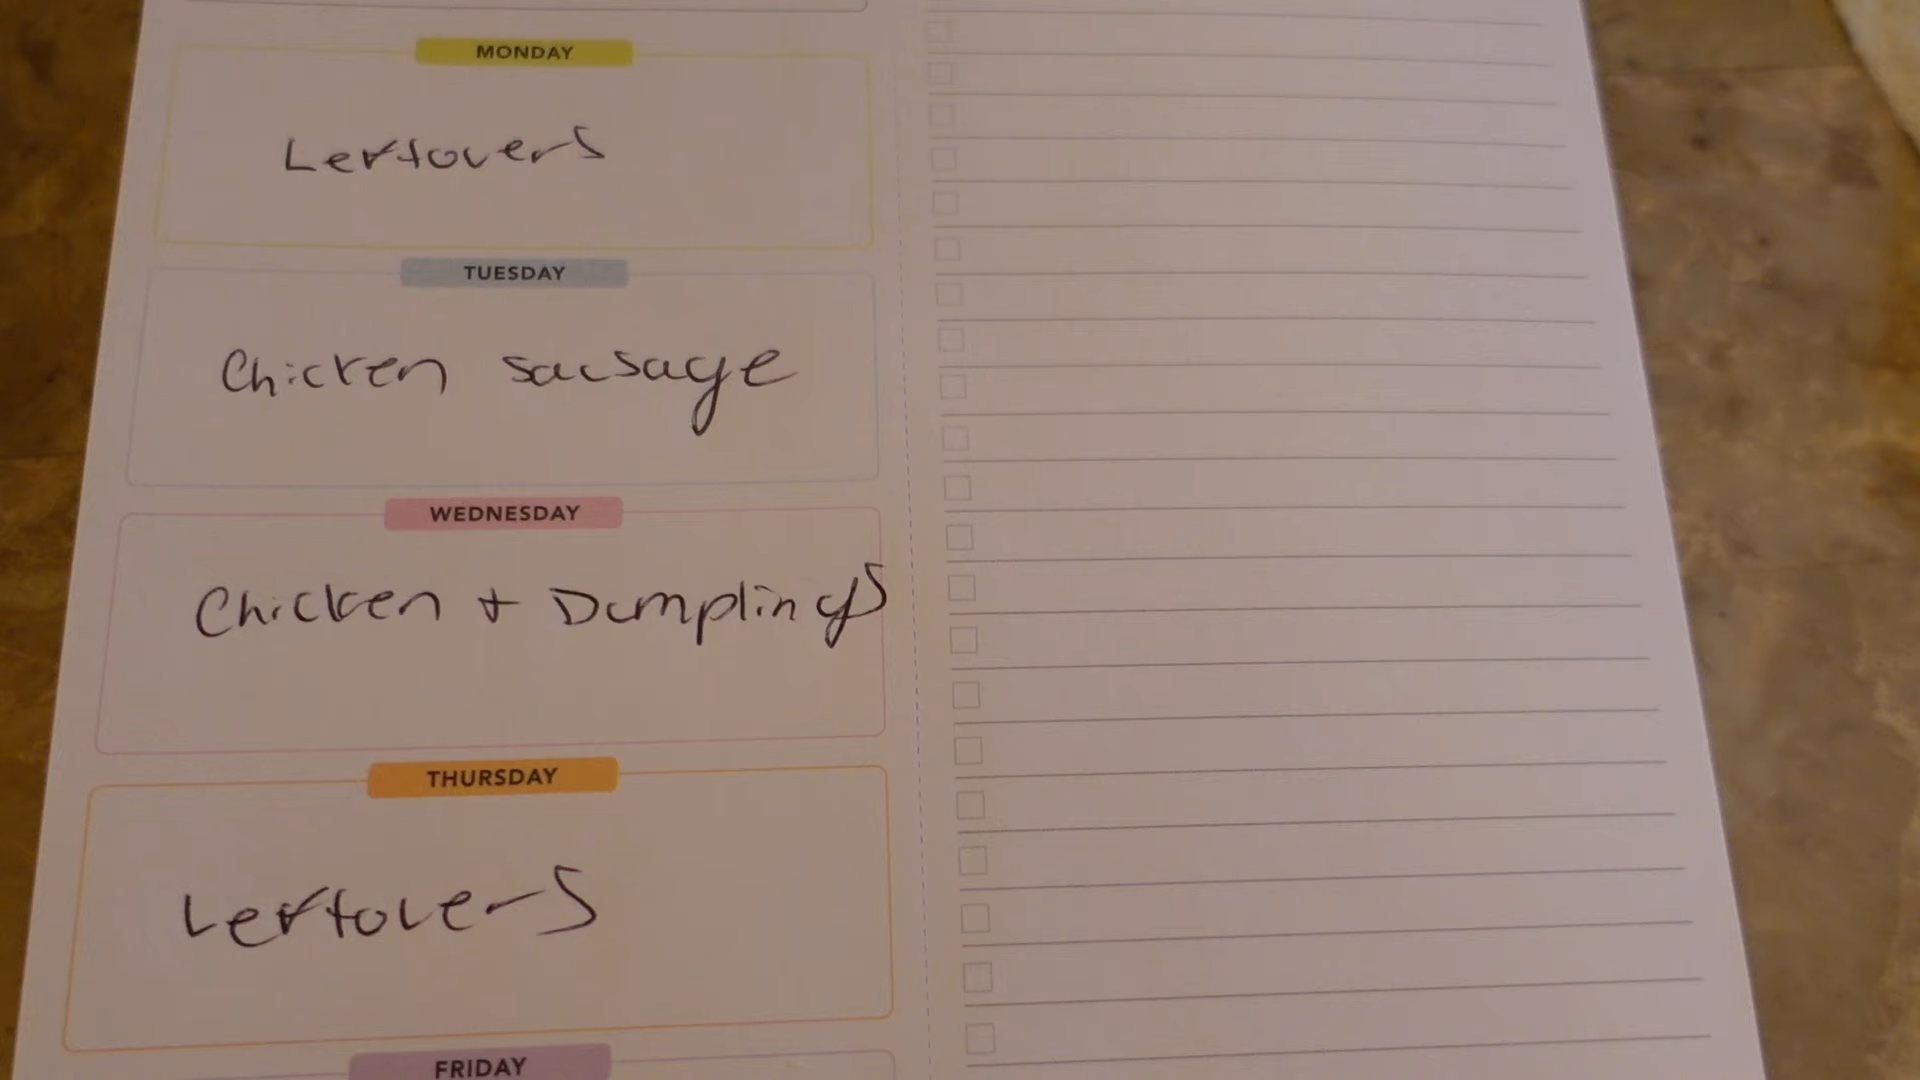 MONDAY
Leftovers
TUESDAY
Chicken sausage
WEDNESDAY
Chicken + Dumplings
THURSDAY
Leftovers
FRIDAY